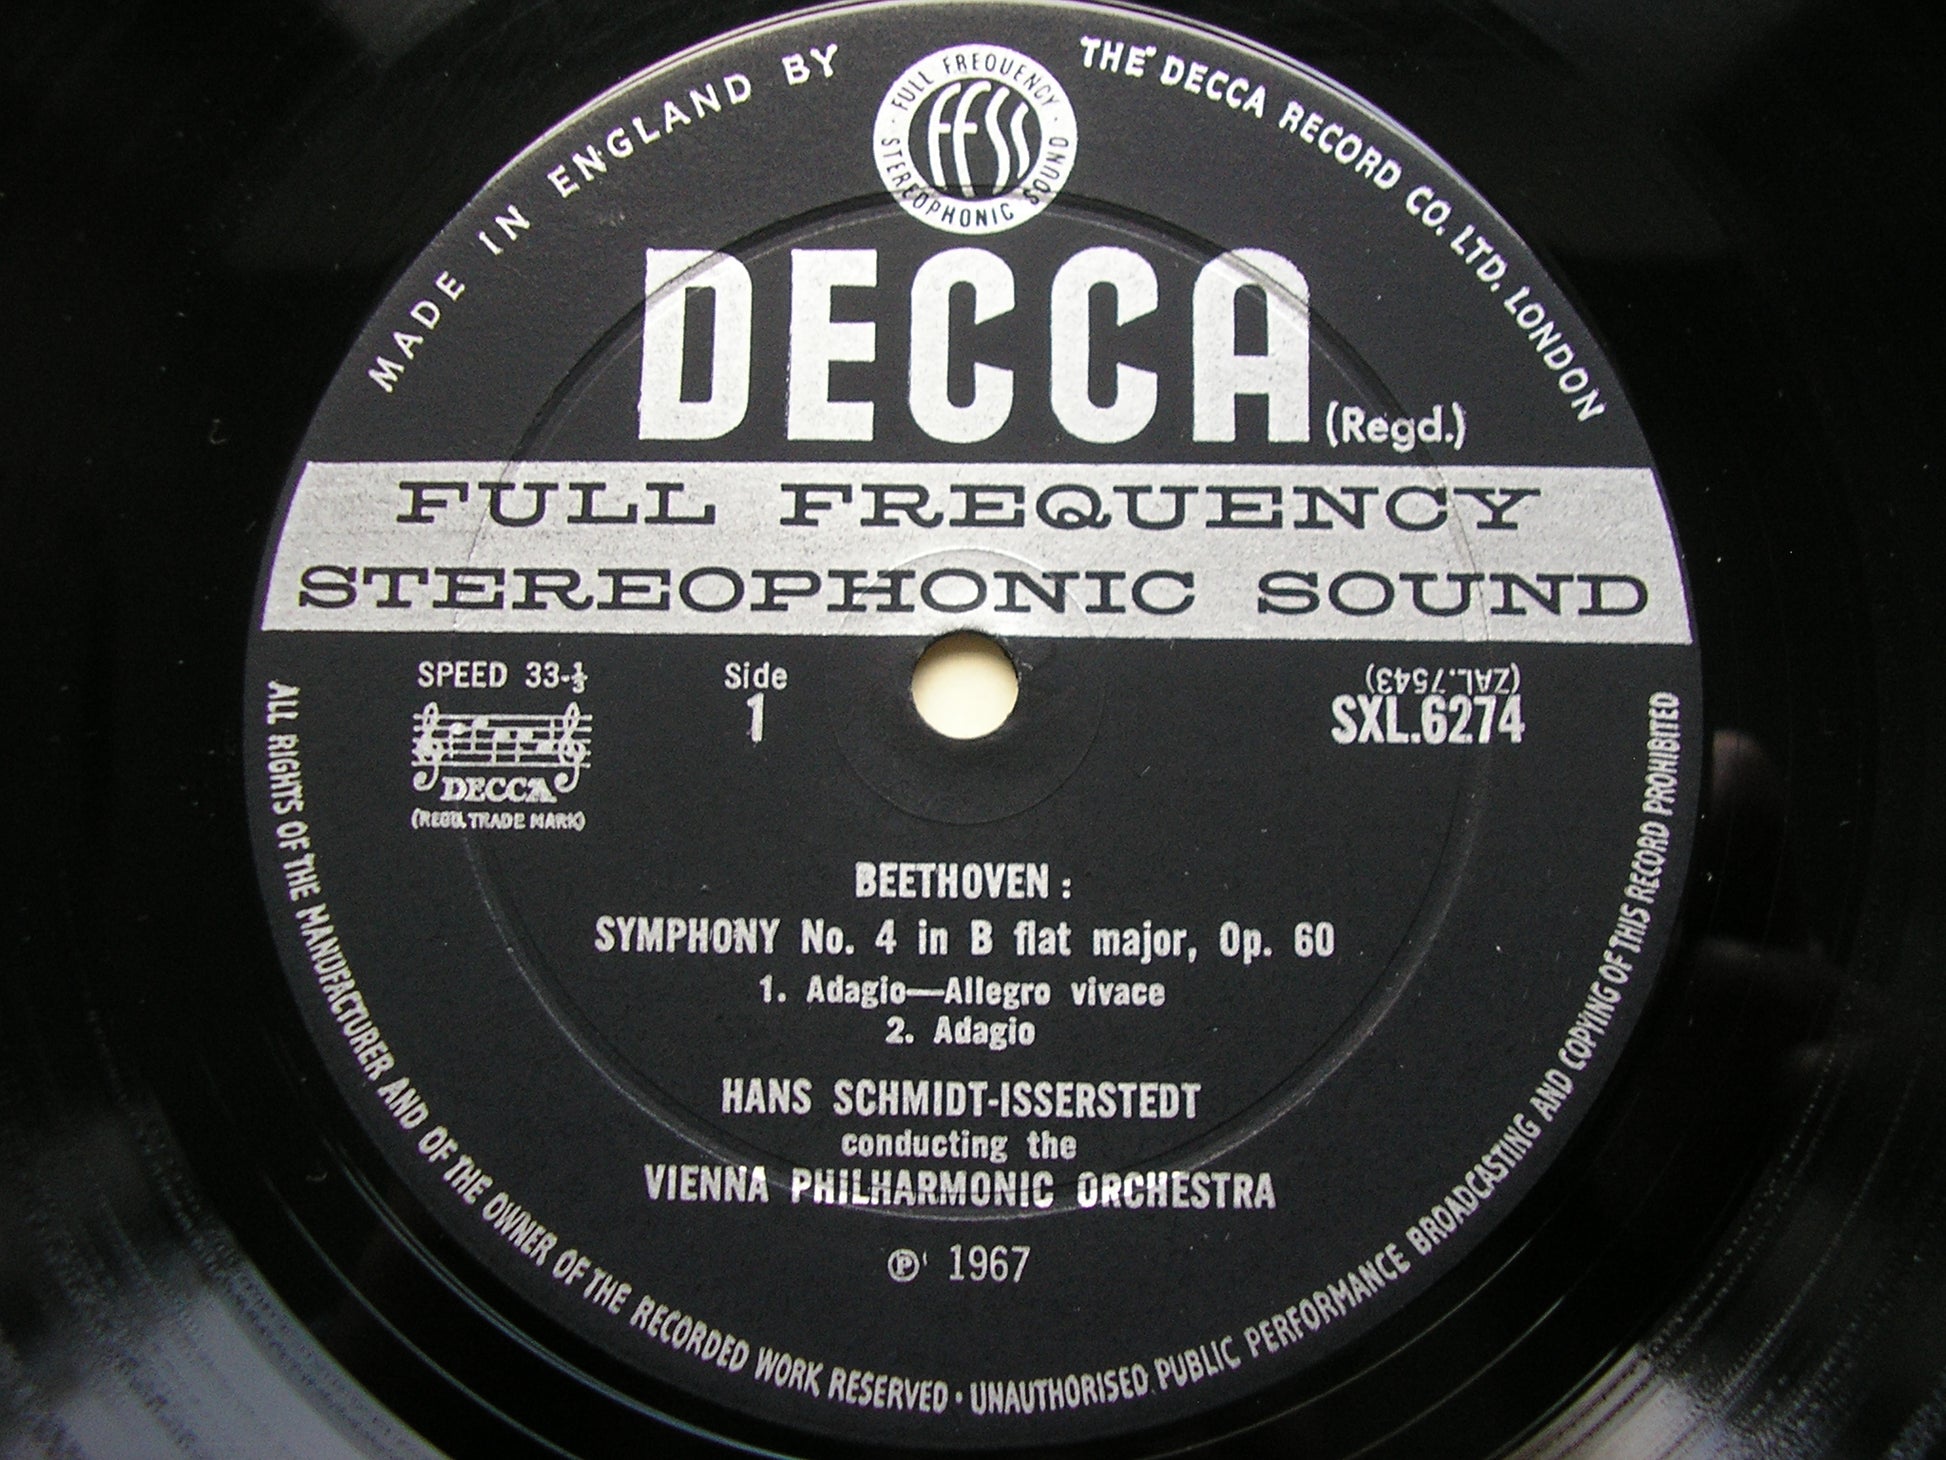 MADE IN ENGLAND BY
THE DECCA RECORD CO. LTD. LONDON
FULL FREQUENCY
STEREOPHONIC SOUND
FFSS
DECCA (Regd.)
FULL FREQUENCY
STEREOPHONIC SOUND
SPEED 33-⅓
Side
1
(ZAL.7543)
SXL.6274
DECCA
(REGD. TRADE MARK)
BEETHOVEN :
SYMPHONY No. 4 in B flat major, Op. 60
1. Adagio—Allegro vivace
2. Adagio
HANS SCHMIDT-ISSERSTEDT
conducting the
VIENNA PHILHARMONIC ORCHESTRA
℗ 1967
ALL RIGHTS OF THE MANUFACTURER AND OF THE OWNER OF THE RECORDED WORK RESERVED · UNAUTHORISED PUBLIC PERFORMANCE BROADCASTING AND COPYING OF THIS RECORD PROHIBITED